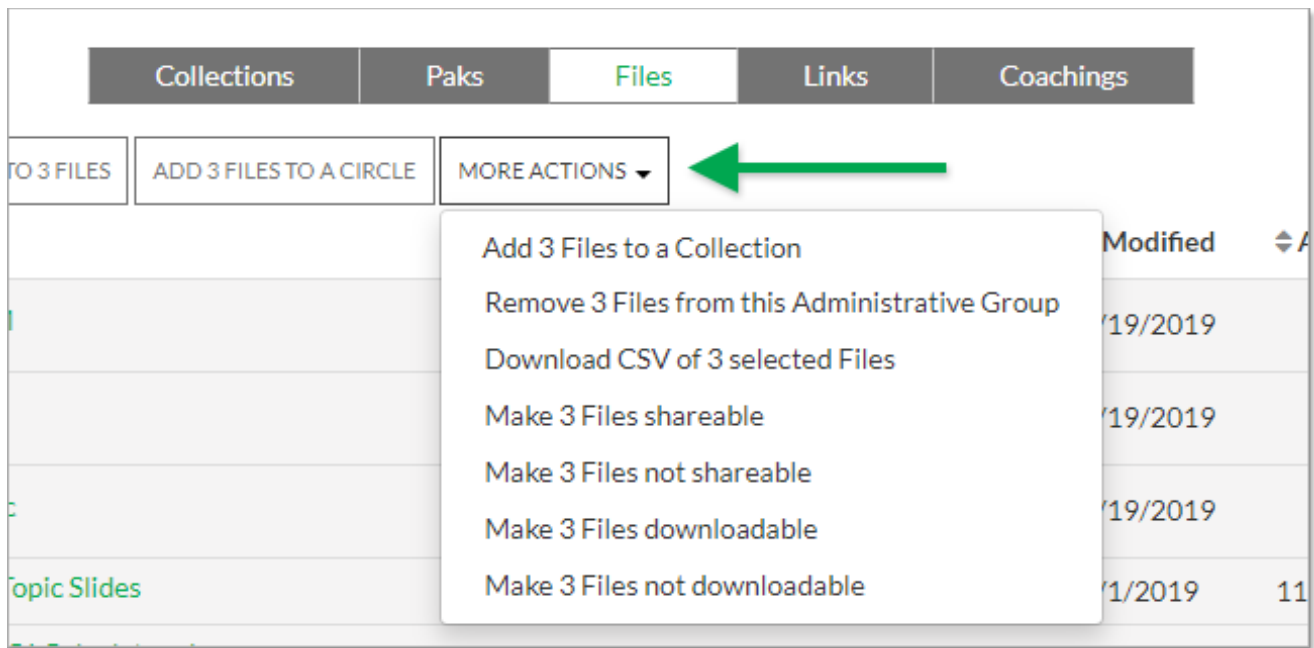 Collections Paks Files Links Coachings
TO 3 FILES ADD 3 FILES TO A CIRCLE MORE ACTIONS
Modified
Add 3 Files to a Collection
Remove 3 Files from this Administrative Group
/19/2019
Download CSV of 3 selected Files
Make 3 Files shareable
/19/2019
Make 3 Files not shareable
/19/2019
Make 3 Files downloadable
Topic Slides
Make 3 Files not downloadable
/1/2019 11